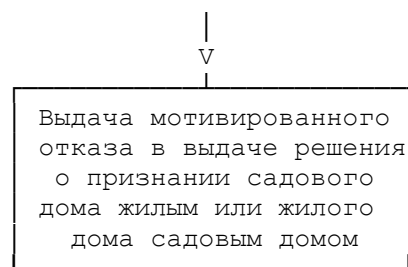 V
Выдача мотивированного
отказа в выдаче решения
о признании садового
дома жилым или жилого
дома садовым домом